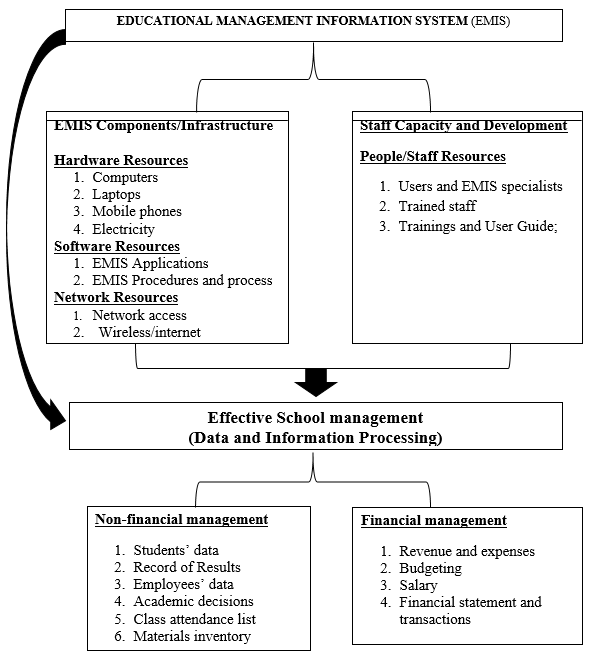 EDUCATIONAL MANAGEMENT INFORMATION SYSTEM (EMIS)
EMIS Components/Infrastructure
Hardware Resources
1. Computers
2. Laptops
3. Mobile phones
4. Electricity
Software Resources
1. EMIS Applications
2. EMIS Procedures and process
Network Resources
1. Network access
2. Wireless/internet
Staff Capacity and Development
People/Staff Resources
1. Users and EMIS specialists
2. Trained staff
3. Trainings and User Guide;
Effective School management
(Data and Information Processing)
Non-financial management
1. Students’ data
2. Record of Results
3. Employees’ data
4. Academic decisions
5. Class attendance list
6. Materials inventory
Financial management
1. Revenue and expenses
2. Budgeting
3. Salary
4. Financial statement and
transactions